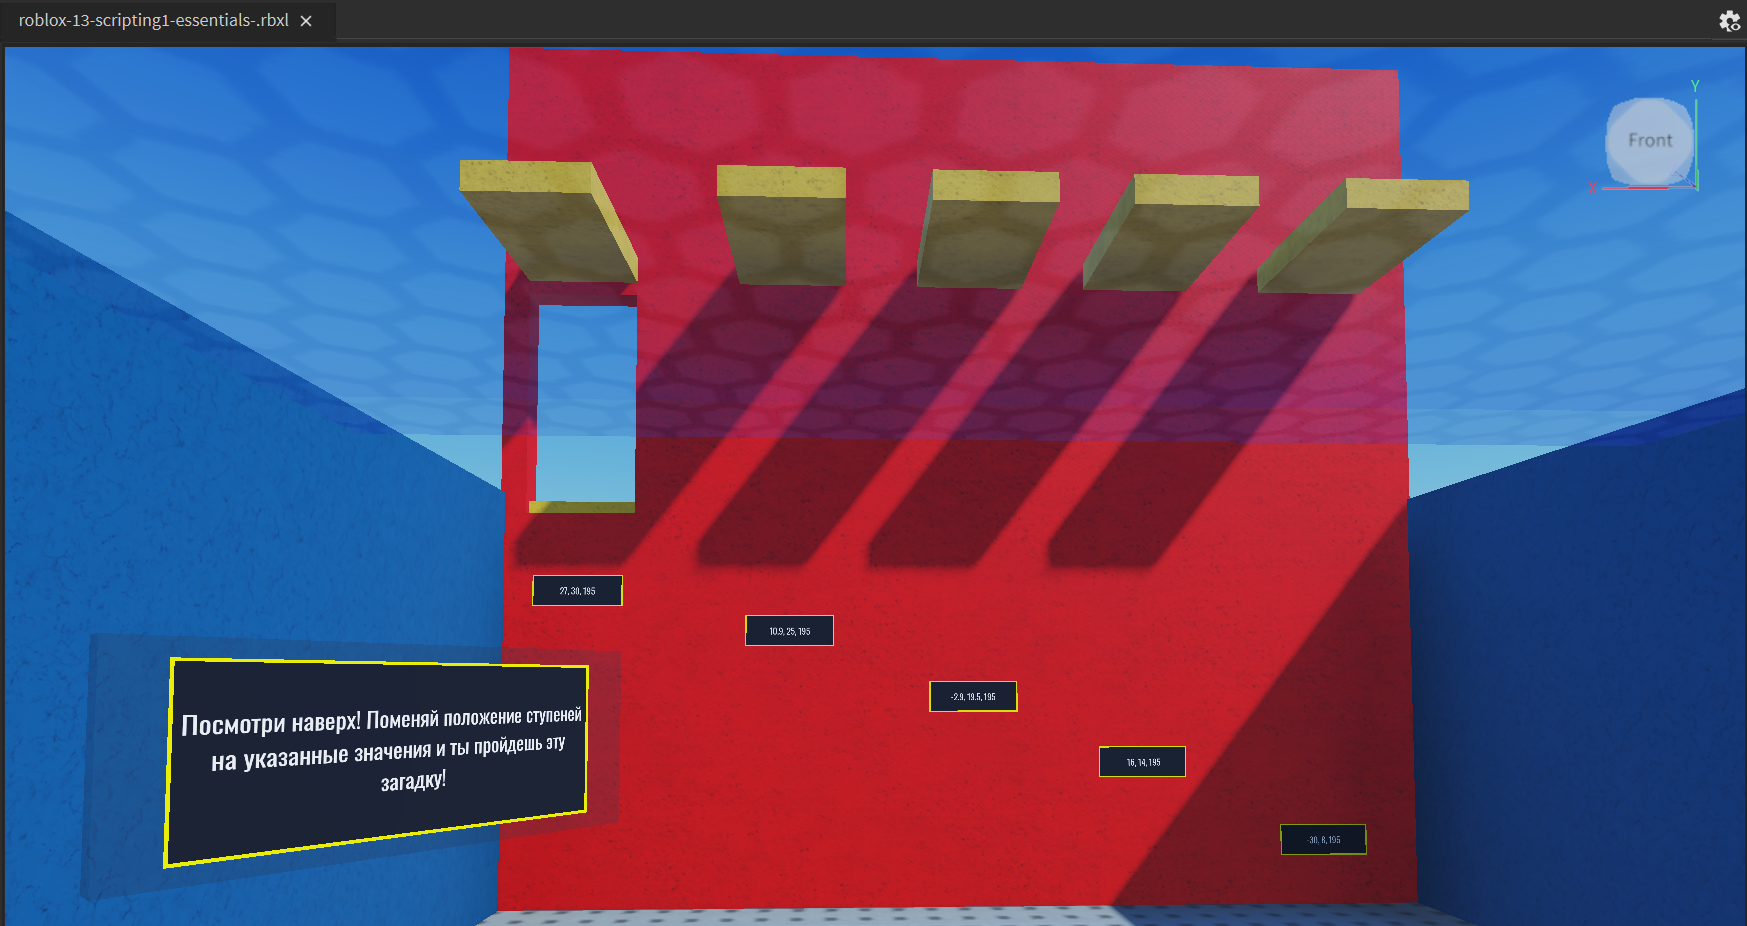 roblox-13-scripting1-essentials-.rbxl
Y
Front
X
27, 30, 195
10.9, 25, 195
-2.9, 19.5, 195
16, 14, 195
-30, 8, 195
Посмотри наверх! Поменяй положение ступеней
на указанные значения и ты пройдешь эту
загадку!